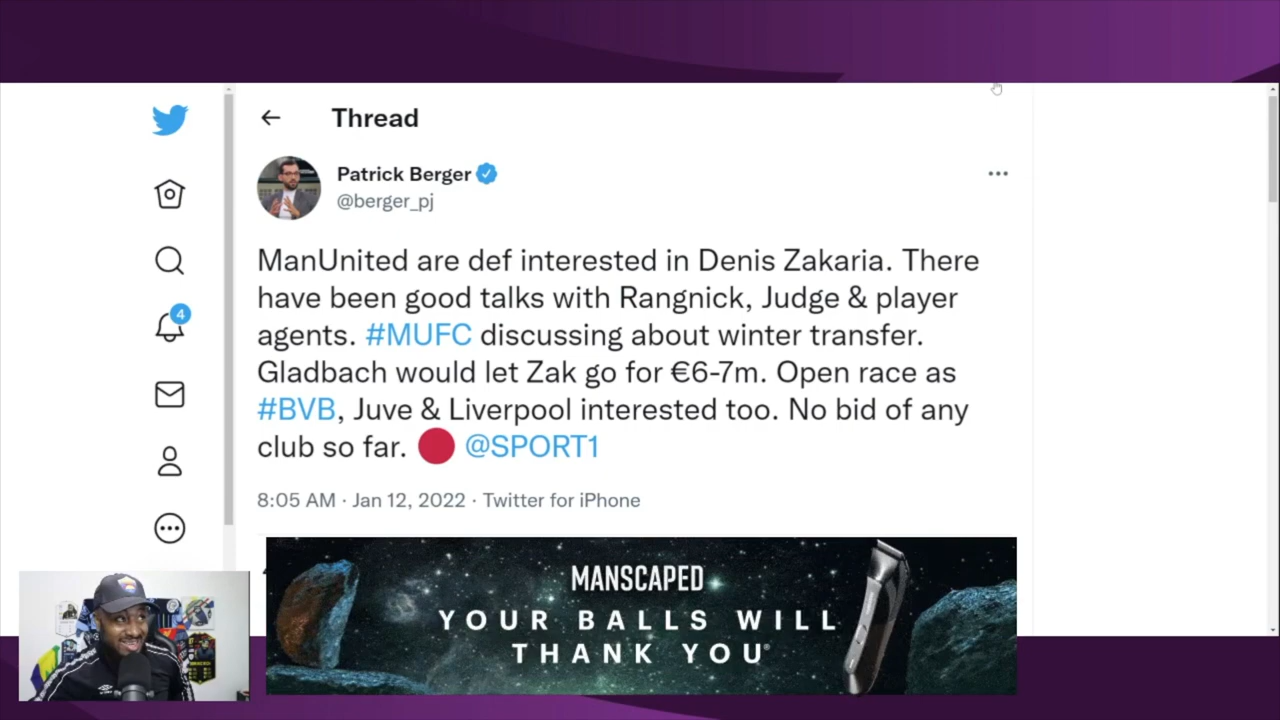 Thread
Patrick Berger
@berger_pj
ManUnited are def interested in Denis Zakaria. There
have been good talks with Rangnick, Judge & player
agents. #MUFC discussing about winter transfer.
Gladbach would let Zak go for €6-7m. Open race as
#BVB, Juve & Liverpool interested too. No bid of any
club so far. 🔴 @SPORT1
8:05 AM · Jan 12, 2022 · Twitter for iPhone
4
MANSCAPED
YOUR BALLS WILL
THANK YOU®